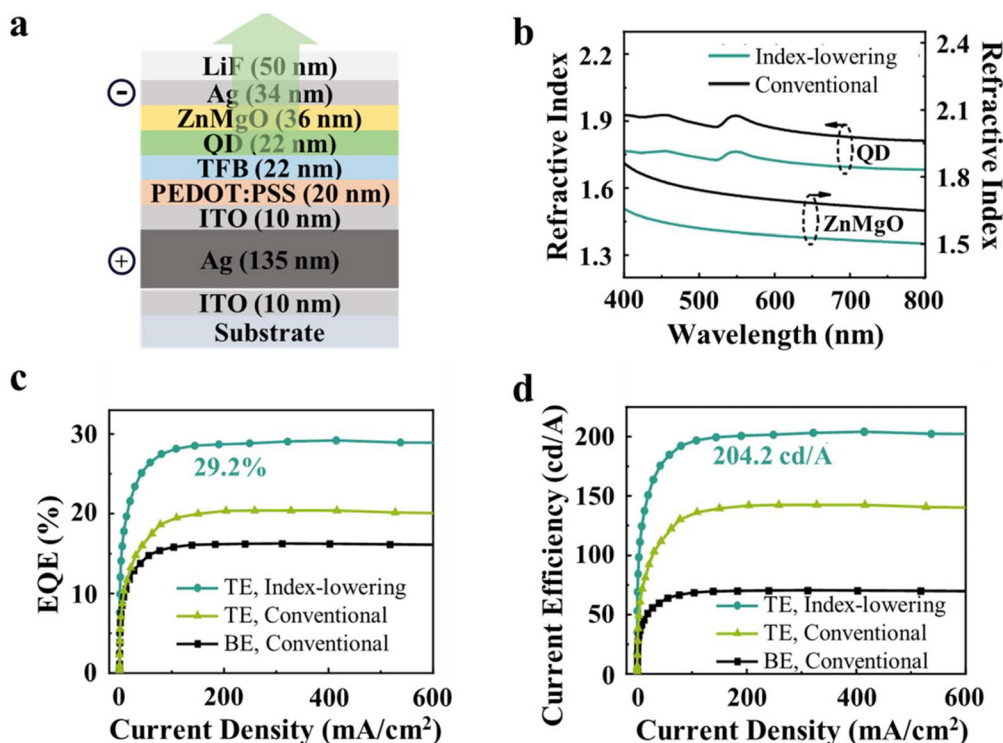 a
LiF (50 nm)
−
Ag (34 nm)
ZnMgO (36 nm)
QD (22 nm)
TFB (22 nm)
PEDOT:PSS (20 nm)
ITO (10 nm)
+
Ag (135 nm)
ITO (10 nm)
Substrate
b
2.2
1.9
1.6
1.3
Refractive Index
Index-lowering
Conventional
QD
ZnMgO
2.4
2.1
1.8
1.5
Refractive Index
400 500 600 700 800
Wavelength (nm)
c
30
20
10
0
EQE (%)
29.2%
TE, Index-lowering
TE, Conventional
BE, Conventional
0 200 400 600
Current Density (mA/cm²)
d
200
150
100
50
0
Current Efficiency (cd/A)
204.2 cd/A
TE, Index-lowering
TE, Conventional
BE, Conventional
0 200 400 600
Current Density (mA/cm²)